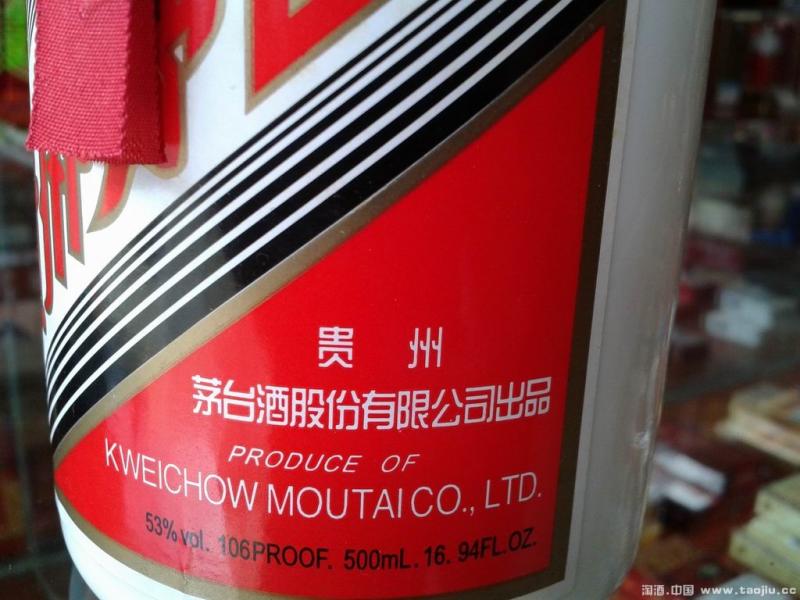 贵 州
茅台酒股份有限公司出品
PRODUCE OF
KWEICHOW MOUTAI CO., LTD.
53% vol. 106PROOF. 500mL. 16. 94FL.OZ.
淘酒.中国 www.taojiu.cc